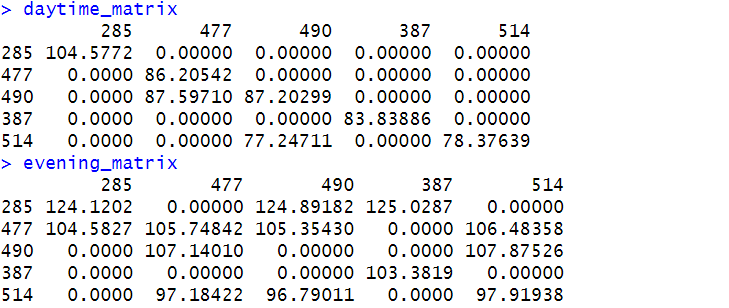 > daytime_matrix
285 477 490 387 514
285 104.5772 0.00000 0.00000 0.00000 0.00000
477 0.0000 86.20542 0.00000 0.00000 0.00000
490 0.0000 87.59710 87.20299 0.00000 0.00000
387 0.0000 0.00000 0.00000 83.83886 0.00000
514 0.0000 0.00000 77.24711 0.00000 78.37639
> evening_matrix
285 477 490 387 514
285 124.1202 0.00000 124.89182 125.0287 0.00000
477 104.5827 105.74842 105.35430 0.0000 106.48358
490 0.0000 107.14010 0.00000 0.0000 107.87526
387 0.0000 0.00000 0.00000 103.3819 0.00000
514 0.0000 97.18422 96.79011 0.0000 97.91938